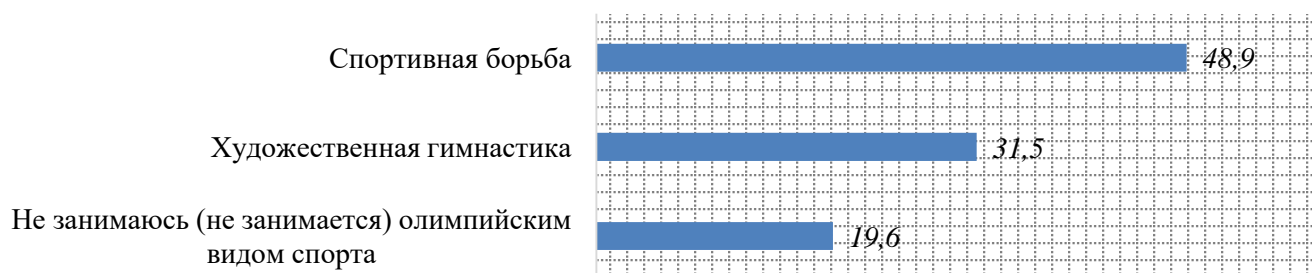 Спортивная борьба
48,9
Художественная гимнастика
31,5
Не занимаюсь (не занимается) олимпийским
видом спорта
19,6